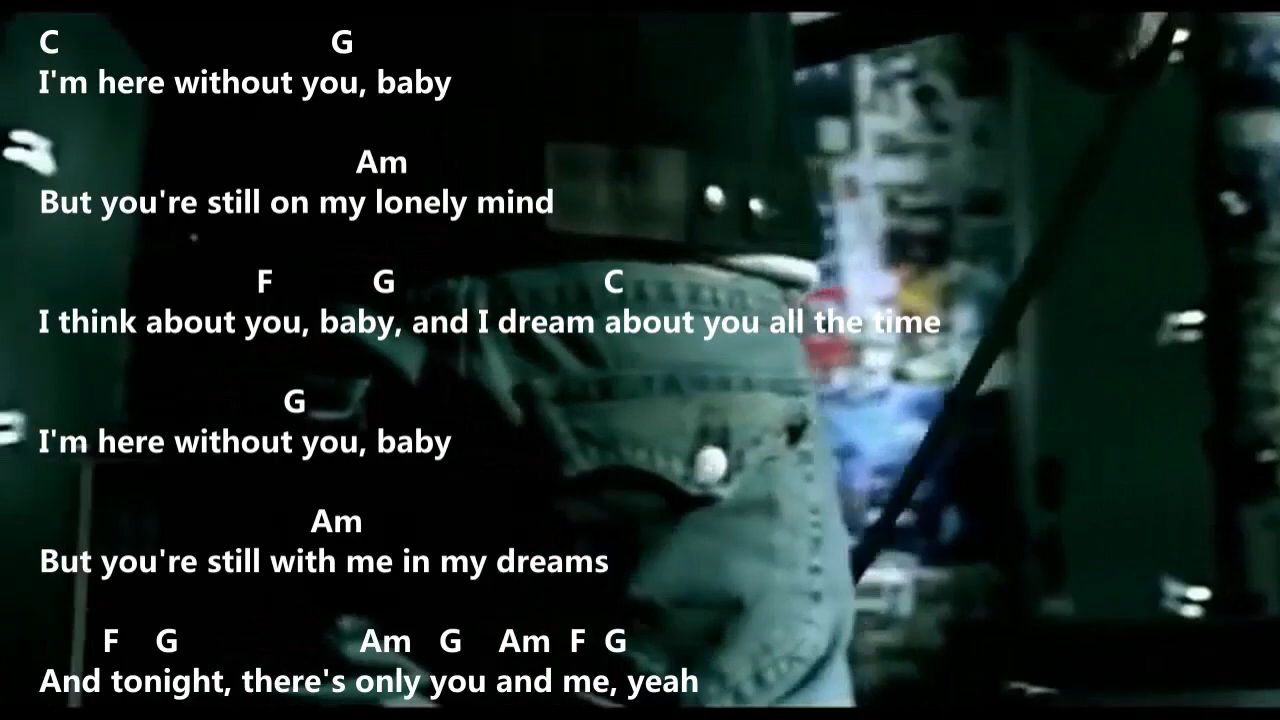 C G
I'm here without you, baby
Am
But you're still on my lonely mind
F G C
I think about you, baby, and I dream about you all the time
G
I'm here without you, baby
Am
But you're still with me in my dreams
F G Am G Am F G
And tonight, there's only you and me, yeah